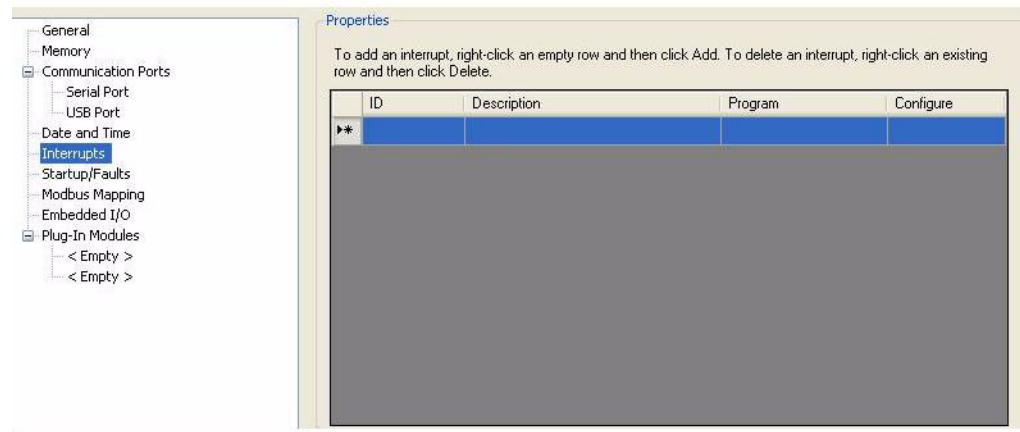 General
Memory
Communication Ports
Serial Port
USB Port
Date and Time
Interrupts
Startup/Faults
Modbus Mapping
Embedded I/O
Plug-In Modules
< Empty >
< Empty >
Properties
To add an interrupt, right-click an empty row and then click Add. To delete an interrupt, right-click an existing
row and then click Delete.
ID Description Program Configure